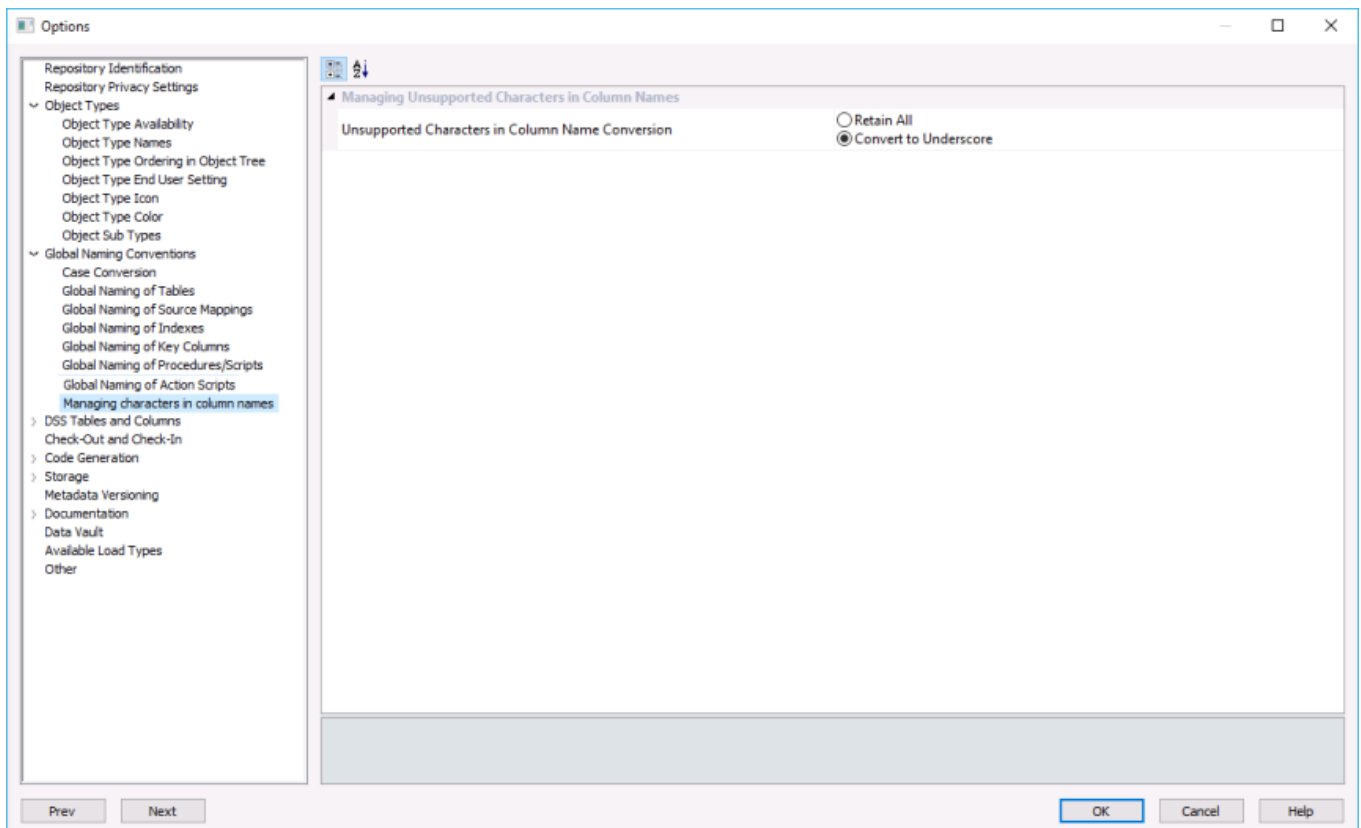 Options
Repository Identification
Repository Privacy Settings
Object Types
Object Type Availability
Object Type Names
Object Type Ordering in Object Tree
Object Type End User Setting
Object Type Icon
Object Type Color
Object Sub Types
Global Naming Conventions
Case Conversion
Global Naming of Tables
Global Naming of Source Mappings
Global Naming of Indexes
Global Naming of Key Columns
Global Naming of Procedures/Scripts
Global Naming of Action Scripts
Managing characters in column names
DSS Tables and Columns
Check-Out and Check-In
Code Generation
Storage
Metadata Versioning
Documentation
Data Vault
Available Load Types
Other
Managing Unsupported Characters in Column Names
Unsupported Characters in Column Name Conversion
Retain All
Convert to Underscore
Prev Next OK Cancel Help